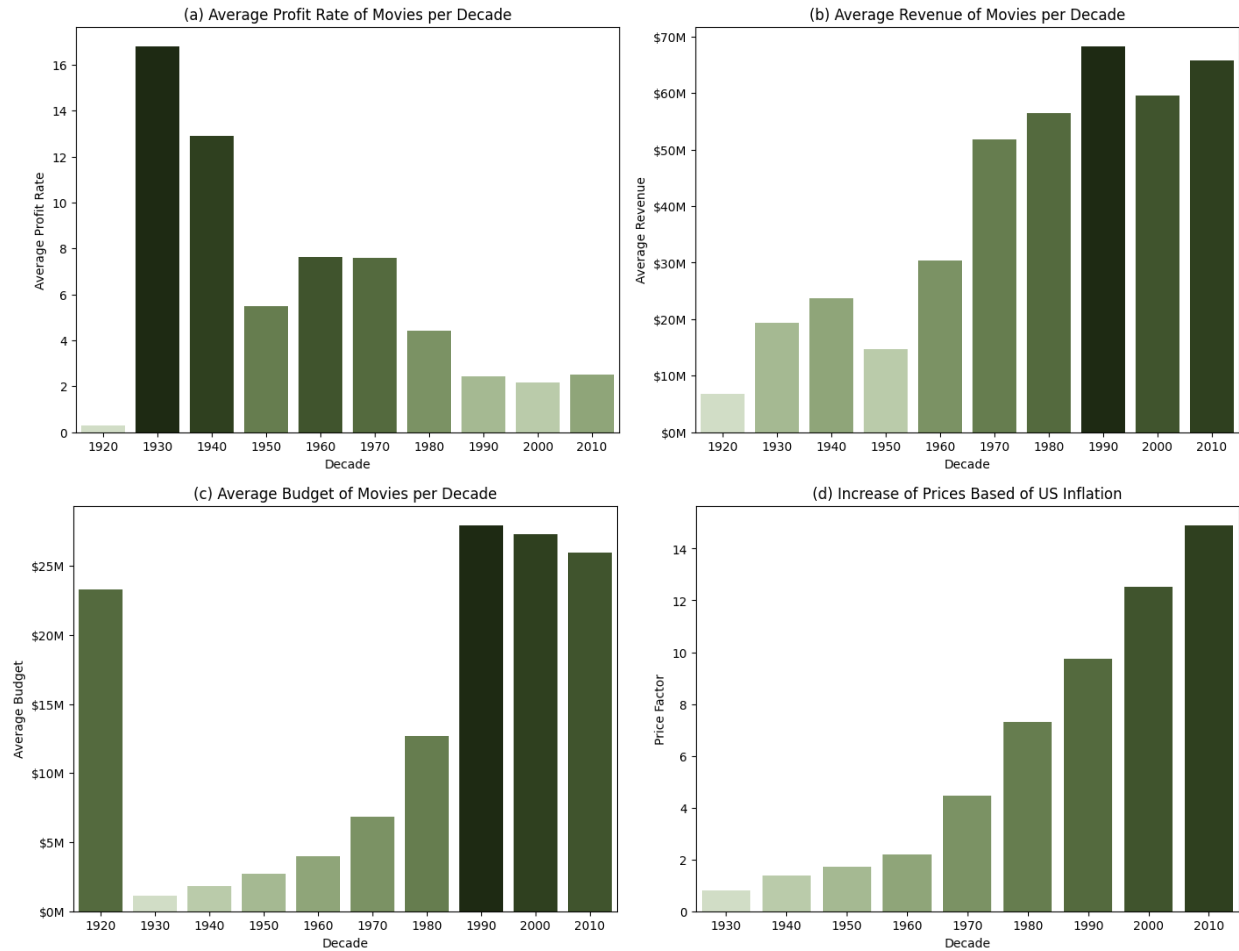 (a) Average Profit Rate of Movies per Decade
16
14
12
10
8
6
4
2
0
Average Profit Rate
1920 1930 1940 1950 1960 1970 1980 1990 2000 2010
Decade
(b) Average Revenue of Movies per Decade
$70M
$60M
$50M
$40M
$30M
$20M
$10M
$0M
Average Revenue
1920 1930 1940 1950 1960 1970 1980 1990 2000 2010
Decade
(c) Average Budget of Movies per Decade
$25M
$20M
$15M
$10M
$5M
$0M
Average Budget
1920 1930 1940 1950 1960 1970 1980 1990 2000 2010
Decade
(d) Increase of Prices Based of US Inflation
14
12
10
8
6
4
2
0
Price Factor
1930 1940 1950 1960 1970 1980 1990 2000 2010
Decade